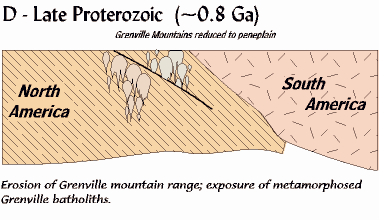 D - Late Proterozoic (~0.8 Ga)
Grenville Mountains reduced to peneplain
North
America
South
America
Erosion of Grenville mountain range; exposure of metamorphosed
Grenville batholiths.